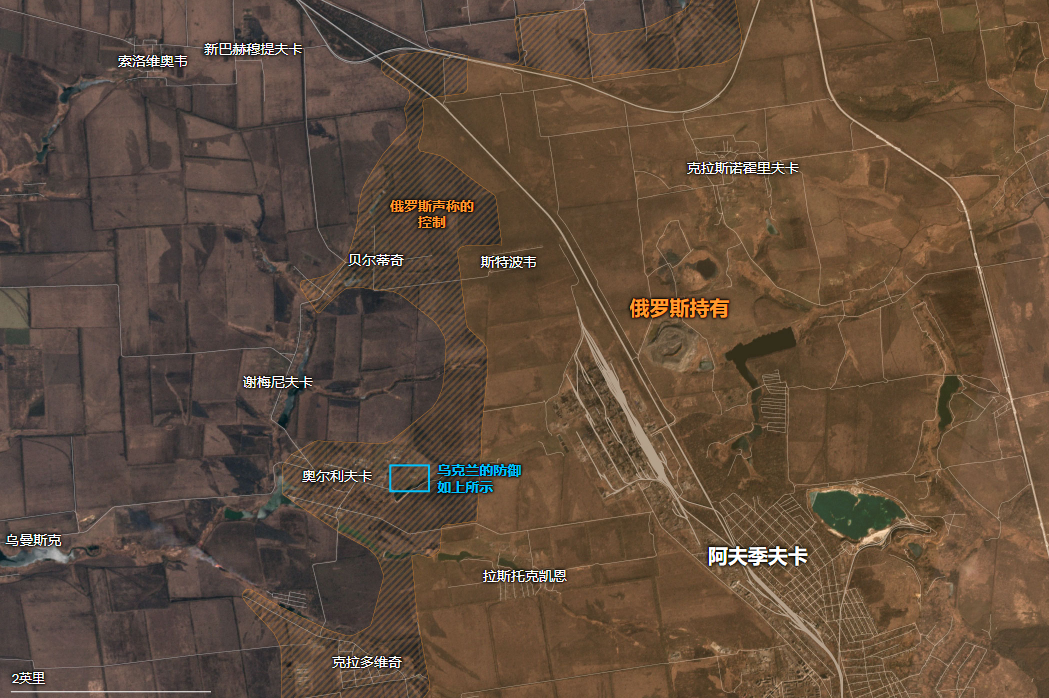 新巴赫穆提夫卡
索洛维奥韦
克拉斯诺霍里夫卡
俄罗斯声称的
控制
贝尔蒂奇
斯特波韦
俄罗斯持有
谢梅尼夫卡
奥尔利夫卡
乌克兰的防御
如上所示
乌曼斯克
阿夫季夫卡
拉斯托克凯恩
克拉多维奇
2英里